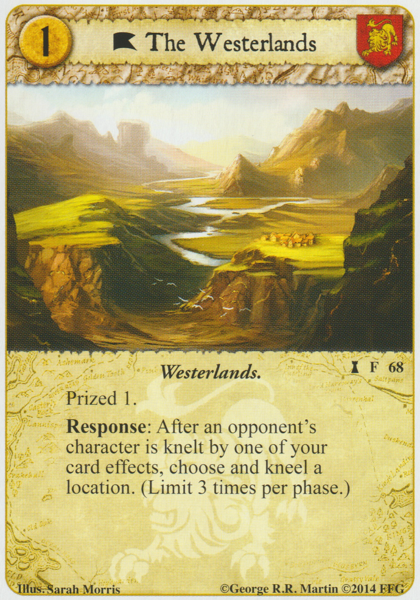 1
The Westerlands
Westerlands.
F 68
Prized 1.
Response: After an opponent's
character is knelt by one of your
card effects, choose and kneel a
location. (Limit 3 times per phase.)
Illus. Sarah Morris
©George R.R. Martin ©2014 FFG